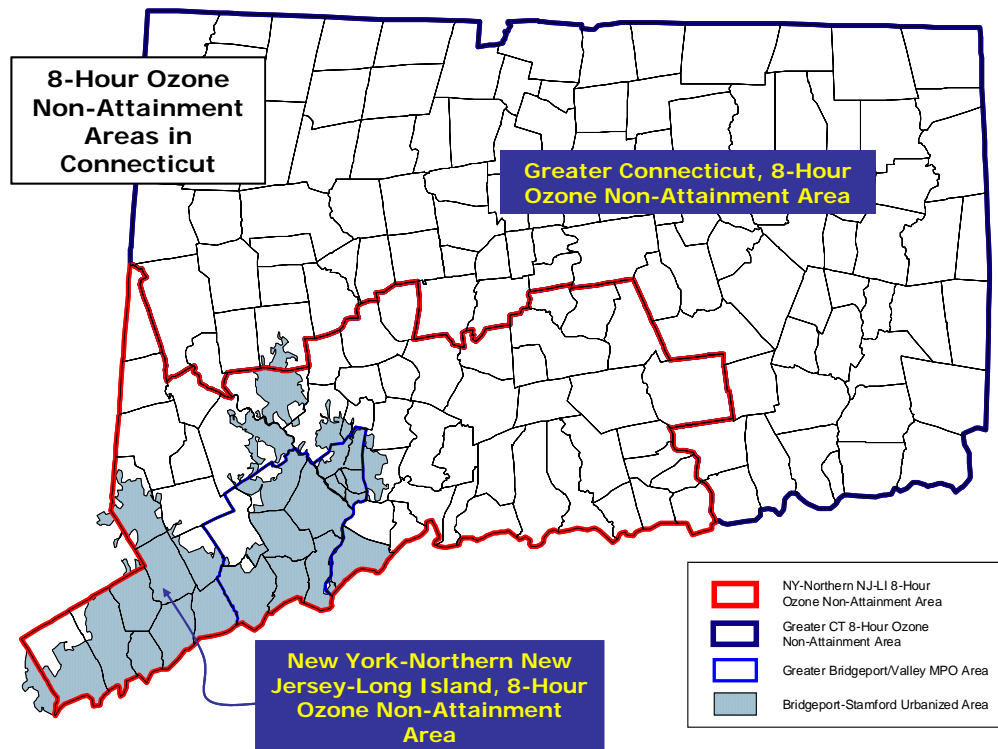 8-Hour Ozone
Non-Attainment
Areas in
Connecticut
Greater Connecticut, 8-Hour
Ozone Non-Attainment Area
New York-Northern New
Jersey-Long Island, 8-Hour
Ozone Non-Attainment
Area
NY-Northern NJ-LI 8-Hour
Ozone Non-Attainment Area
Greater CT 8-Hour Ozone
Non-Attainment Area
Greater Bridgeport/Valley MPO Area
Bridgeport-Stamford Urbanized Area